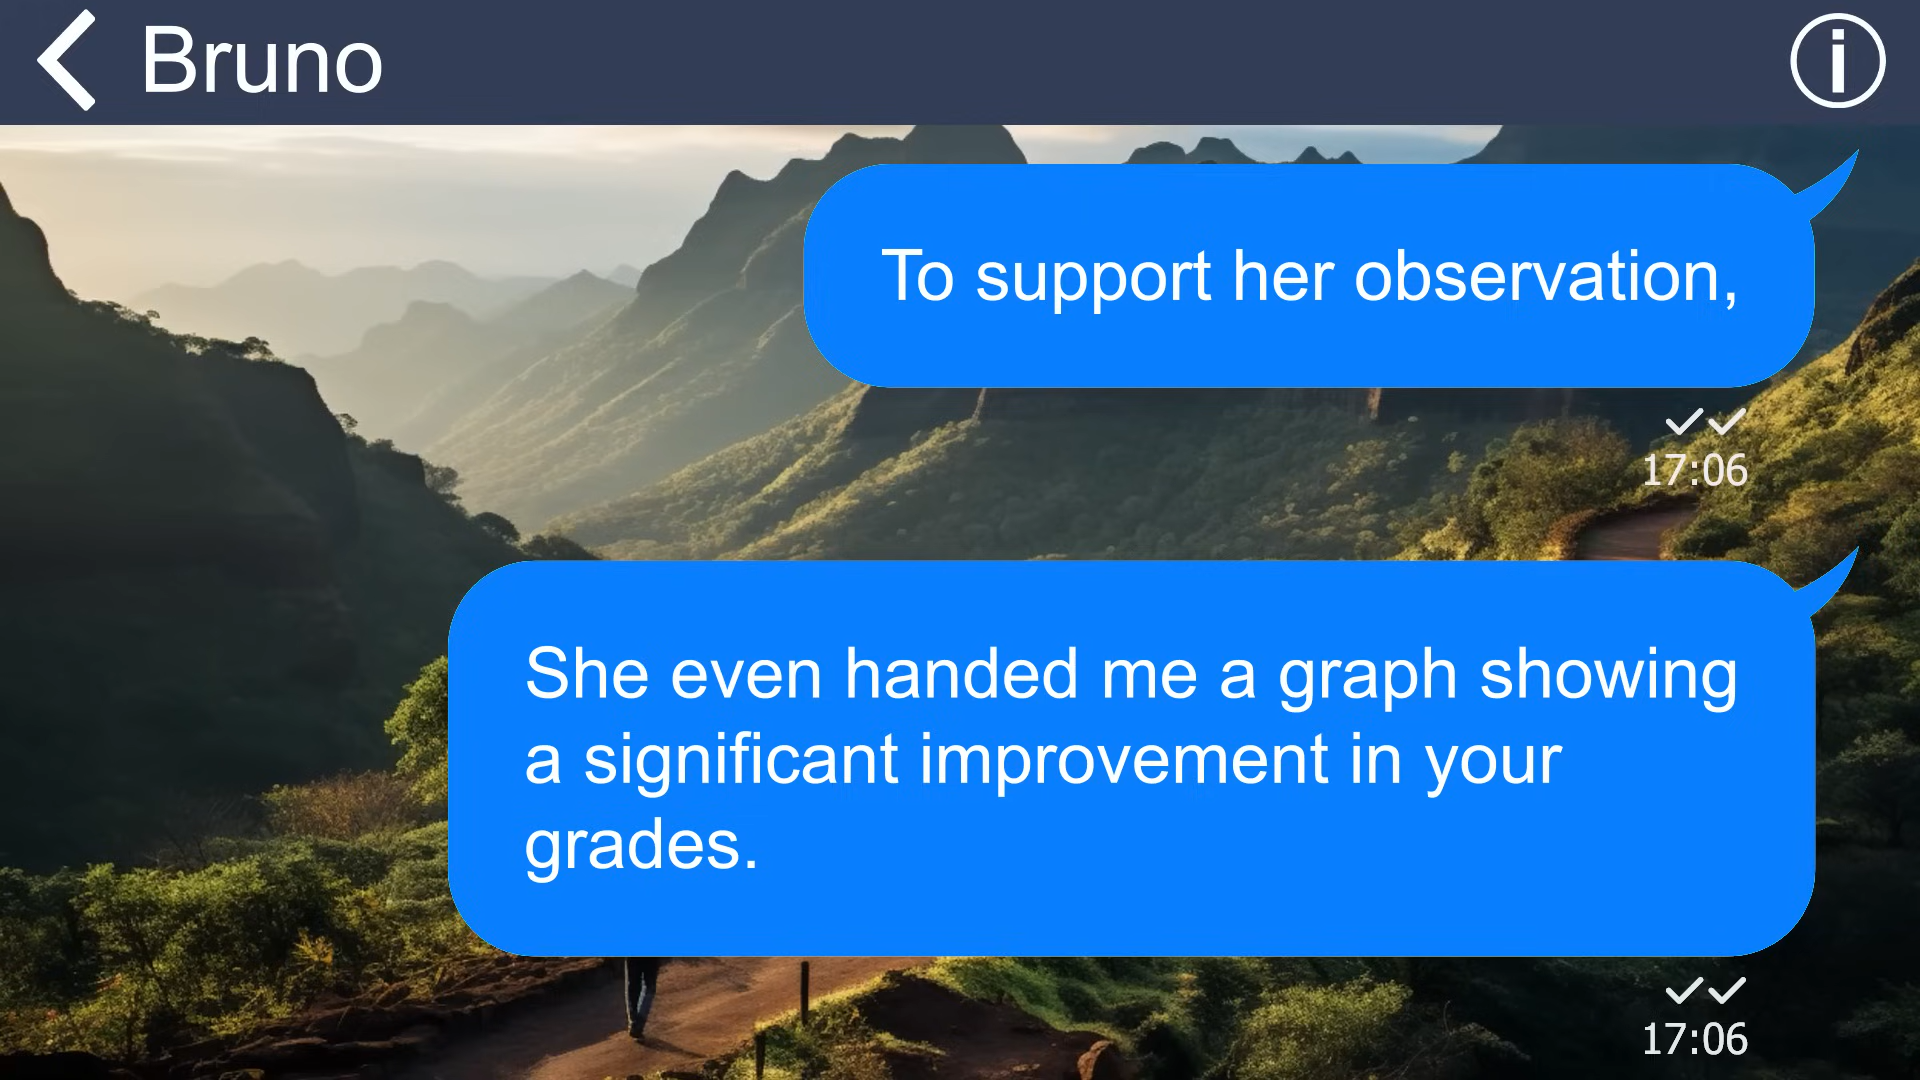 Bruno
To support her observation,
17:06
She even handed me a graph showing
a significant improvement in your
grades.
17:06